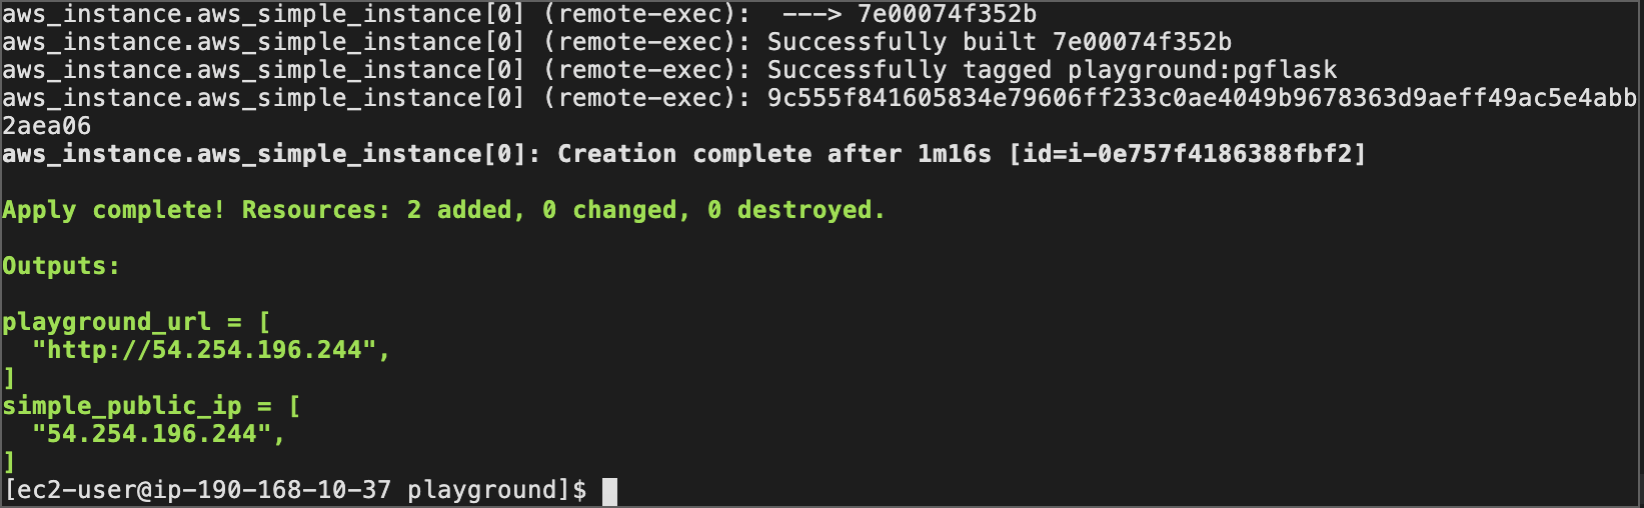 aws_instance.aws_simple_instance[0] (remote-exec):  ---> 7e00074f352b
aws_instance.aws_simple_instance[0] (remote-exec): Successfully built 7e00074f352b
aws_instance.aws_simple_instance[0] (remote-exec): Successfully tagged playground:pgflask
aws_instance.aws_simple_instance[0] (remote-exec): 9c555f841605834e79606ff233c0ae4049b9678363d9aeff49ac5e4abb
2aea06
aws_instance.aws_simple_instance[0]: Creation complete after 1m16s [id=i-0e757f4186388fbf2]
Apply complete! Resources: 2 added, 0 changed, 0 destroyed.
Outputs:
playground_url = [
  "http://54.254.196.244",
]
simple_public_ip = [
  "54.254.196.244",
]
[ec2-user@ip-190-168-10-37 playground]$